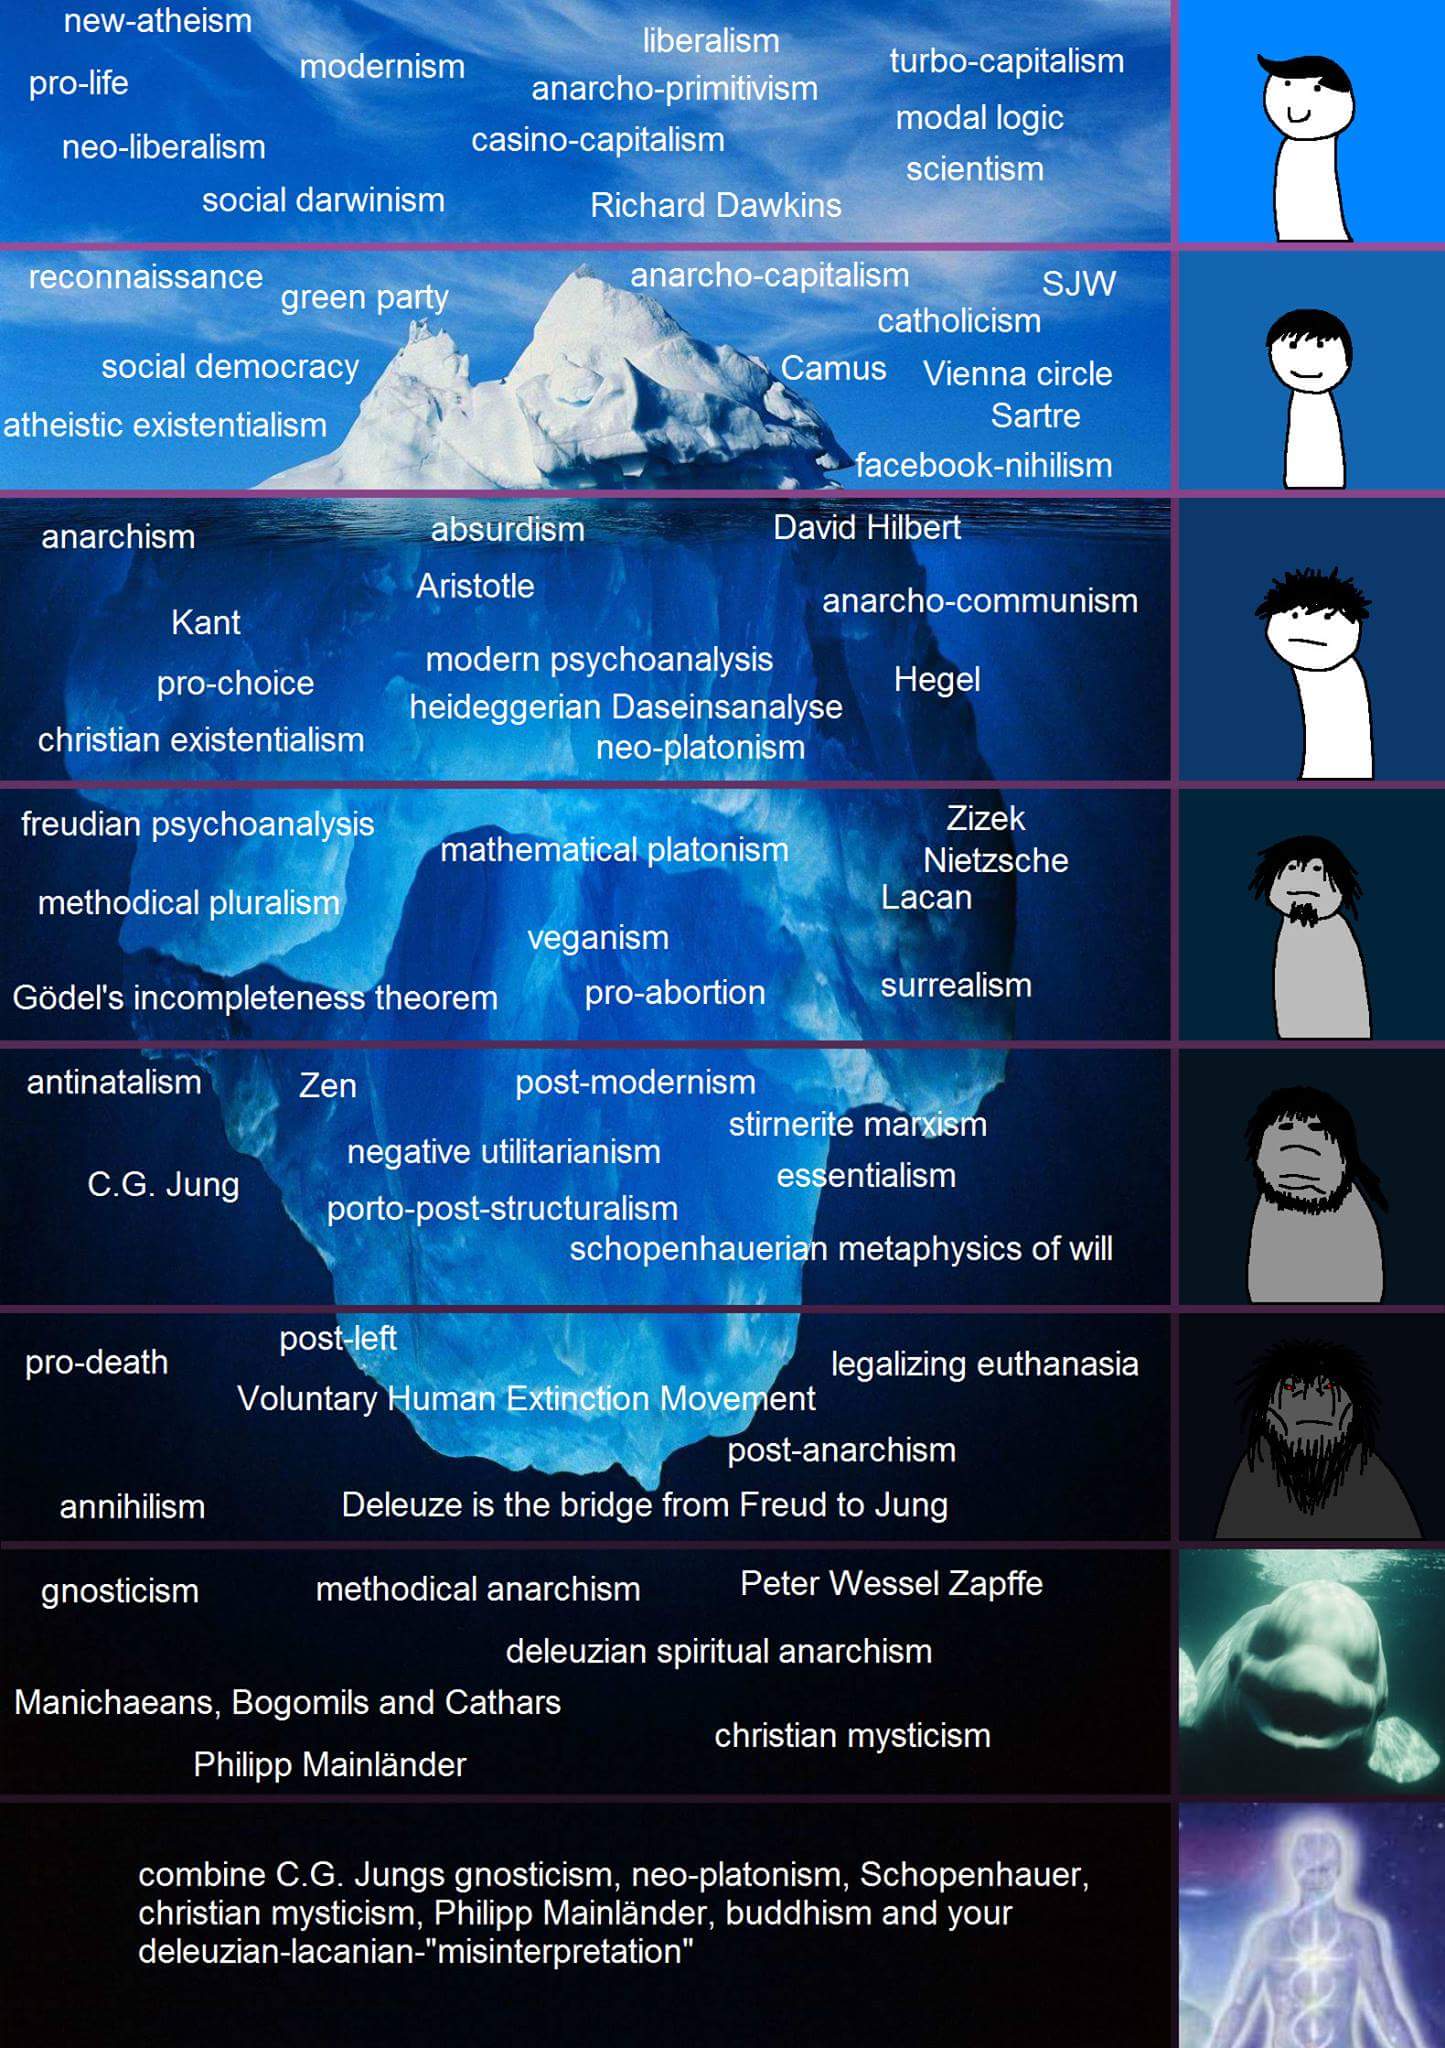 new-atheism
liberalism
modernism
turbo-capitalism
pro-life
anarcho-primitivism
modal logic
neo-liberalism
casino-capitalism
scientism
social darwinism
Richard Dawkins
reconnaissance
green party
anarcho-capitalism
SJW
catholicism
social democracy
Camus
Vienna circle
Sartre
atheistic existentialism
facebook-nihilism
anarchism
absurdism
David Hilbert
Aristotle
anarcho-communism
Kant
modern psychoanalysis
pro-choice
Hegel
heideggerian Daseinsanalyse
christian existentialism
neo-platonism
freudian psychoanalysis
Zizek
mathematical platonism
Nietzsche
methodical pluralism
Lacan
veganism
Gödel's incompleteness theorem
pro-abortion
surrealism
antinatalism
Zen
post-modernism
stirnerite marxism
negative utilitarianism
C.G. Jung
essentialism
porto-post-structuralism
schopenhauerian metaphysics of will
post-left
pro-death
legalizing euthanasia
Voluntary Human Extinction Movement
post-anarchism
annihilism
Deleuze is the bridge from Freud to Jung
gnosticism
methodical anarchism
Peter Wessel Zapffe
deleuzian spiritual anarchism
Manichaeans, Bogomils and Cathars
christian mysticism
Philipp Mainländer
combine C.G. Jungs gnosticism, neo-platonism, Schopenhauer,
christian mysticism, Philipp Mainländer, buddhism and your
deleuzian-lacanian-"misinterpretation"